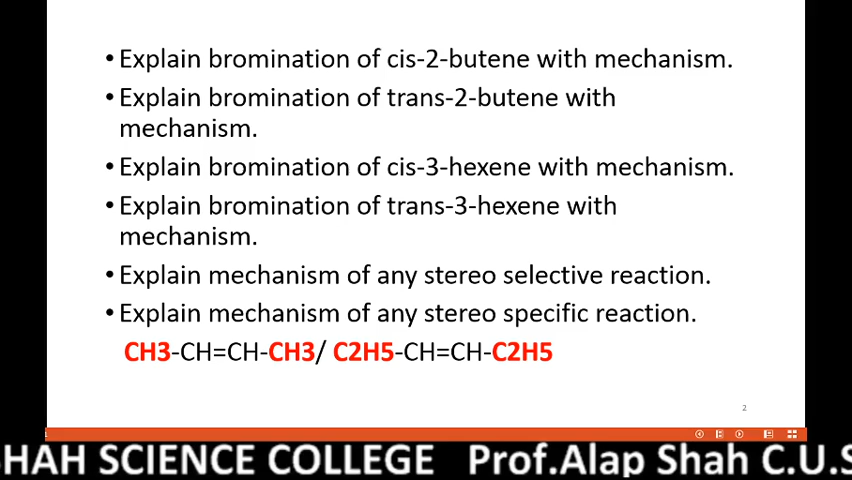 • Explain bromination of cis-2-butene with mechanism.
• Explain bromination of trans-2-butene with
mechanism.
• Explain bromination of cis-3-hexene with mechanism.
• Explain bromination of trans-3-hexene with
mechanism.
• Explain mechanism of any stereo selective reaction.
• Explain mechanism of any stereo specific reaction.
CH3-CH=CH-CH3/ C2H5-CH=CH-C2H5
2
SHAH SCIENCE COLLEGE Prof.Alap Shah C.U.S